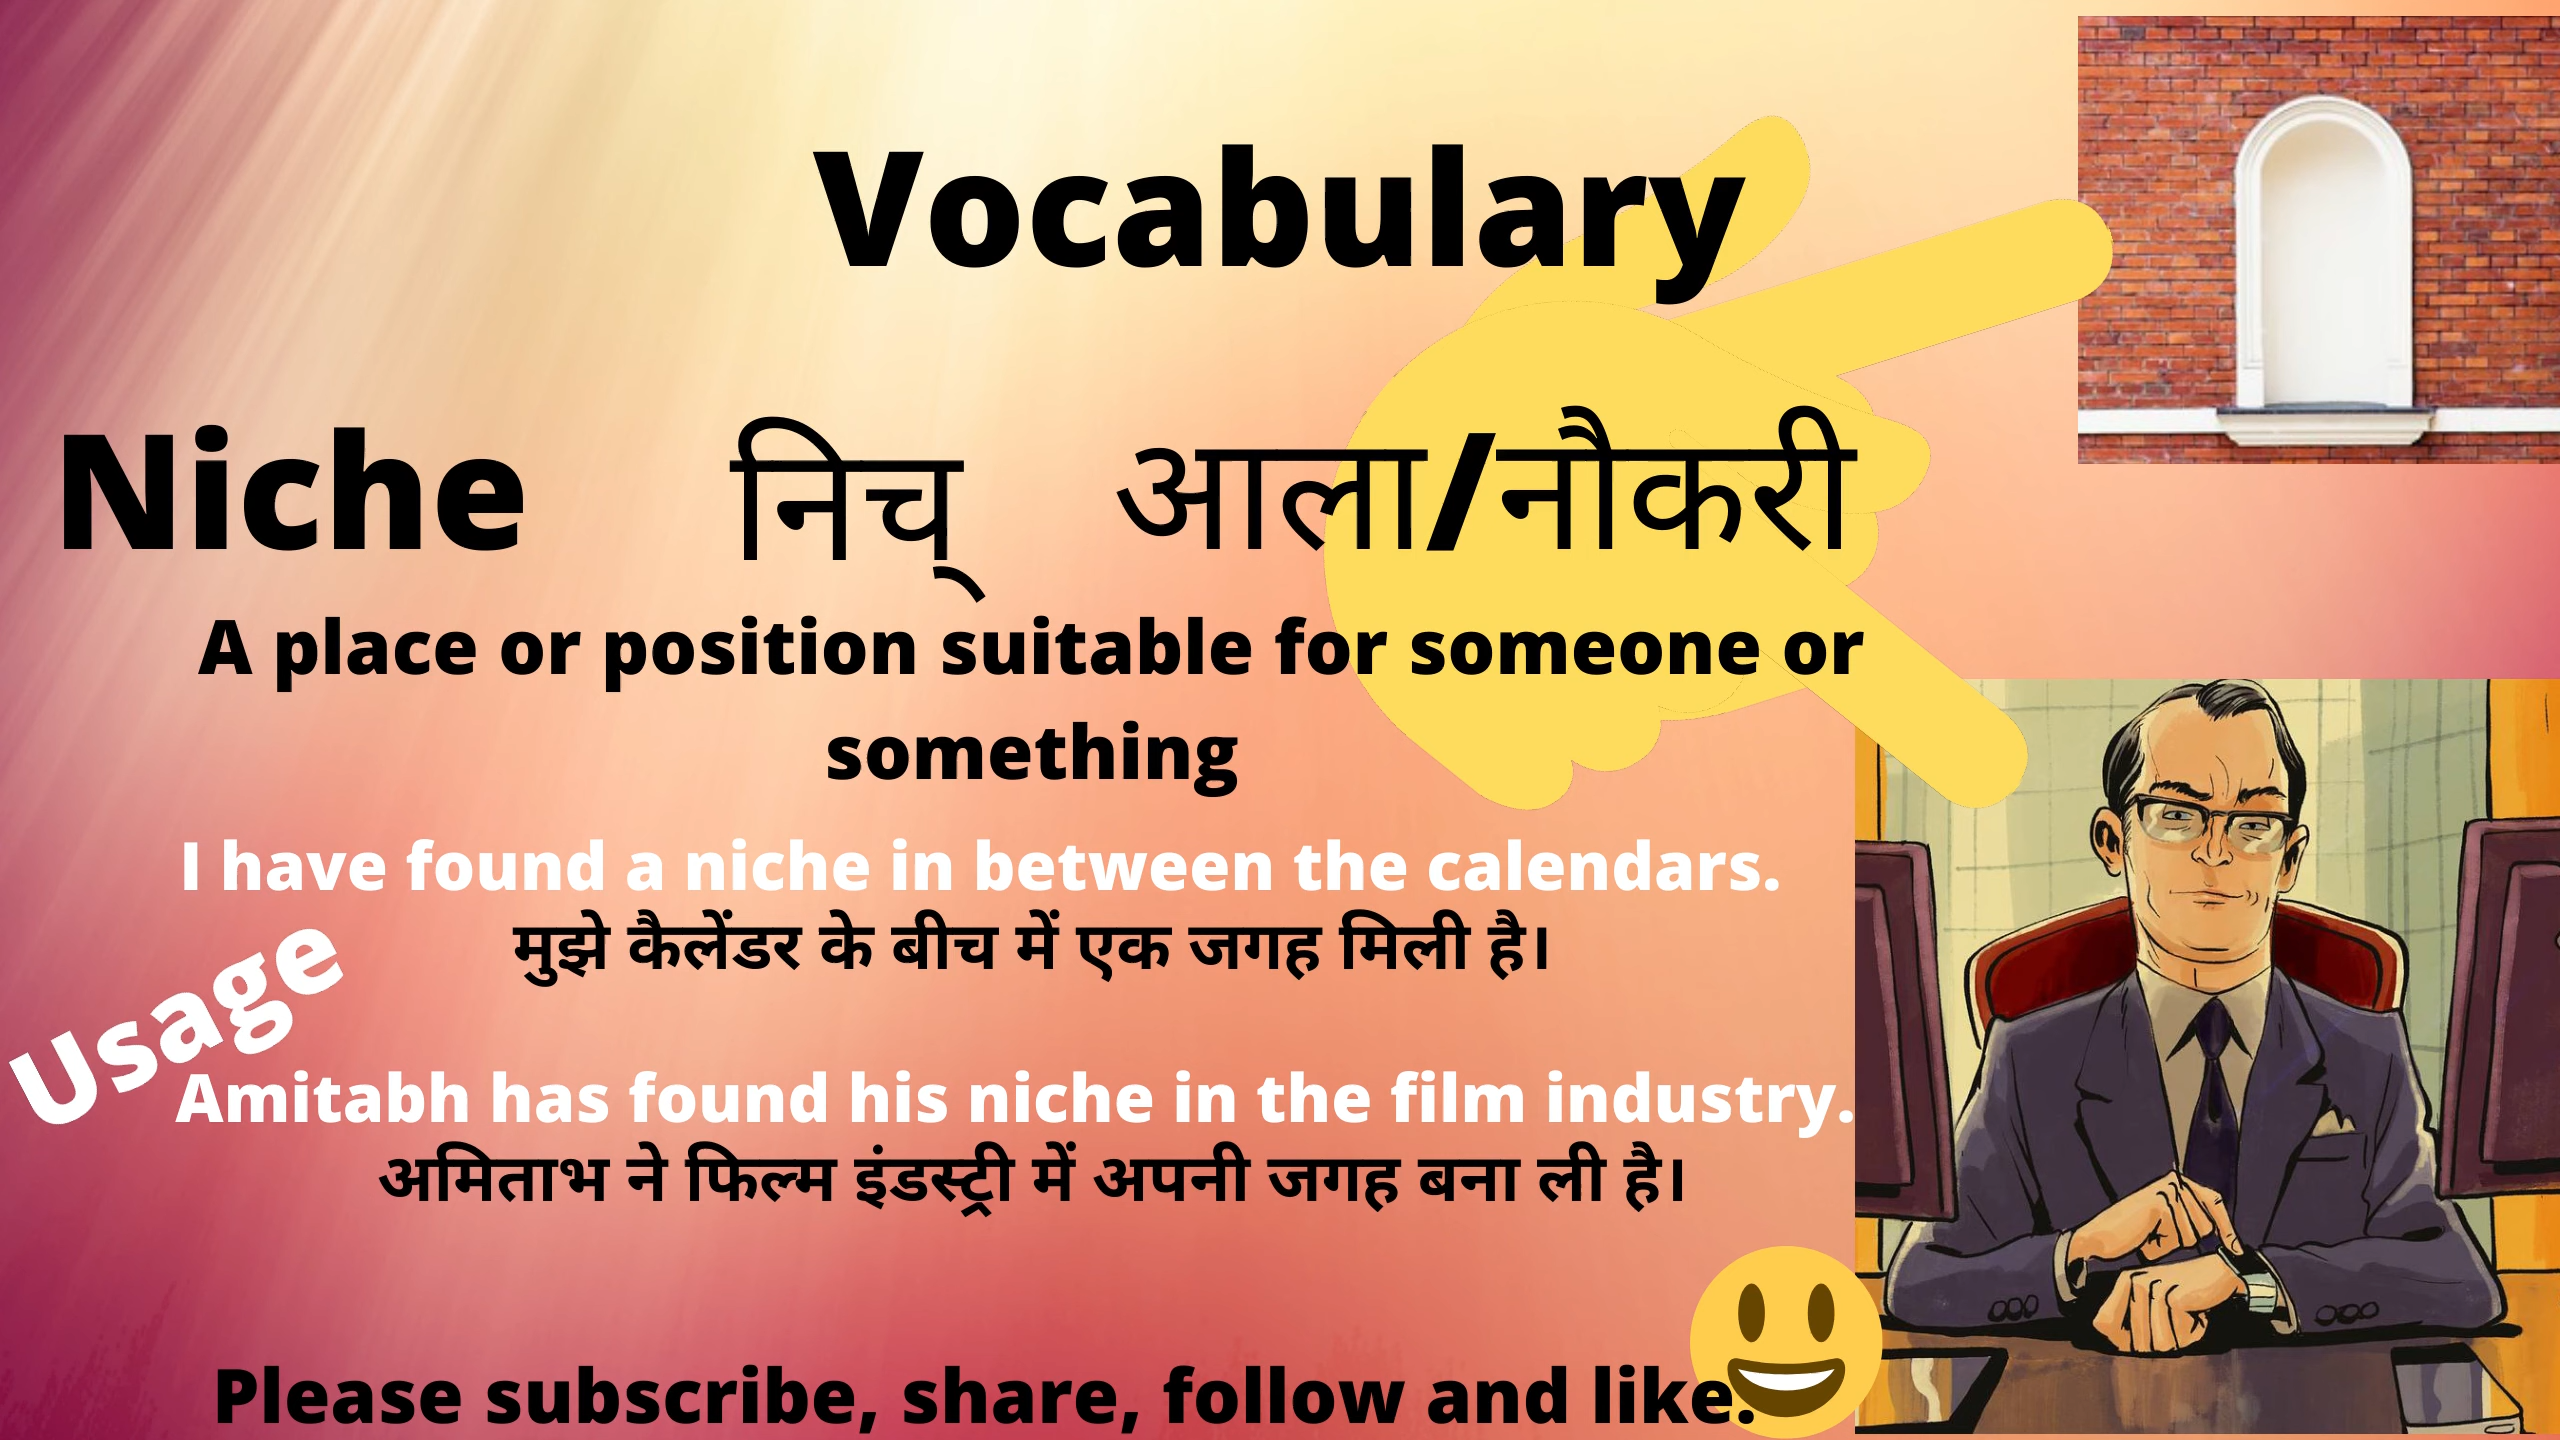 Vocabulary
Niche निच् आला/नौकरी
A place or position suitable for someone or
something
I have found a niche in between the calendars.
मुझे कैलेंडर के बीच में एक जगह मिली है।
Usage
Amitabh has found his niche in the film industry.
अमिताभ ने फिल्म इंडस्ट्री में अपनी जगह बना ली है।
Please subscribe, share, follow and like.